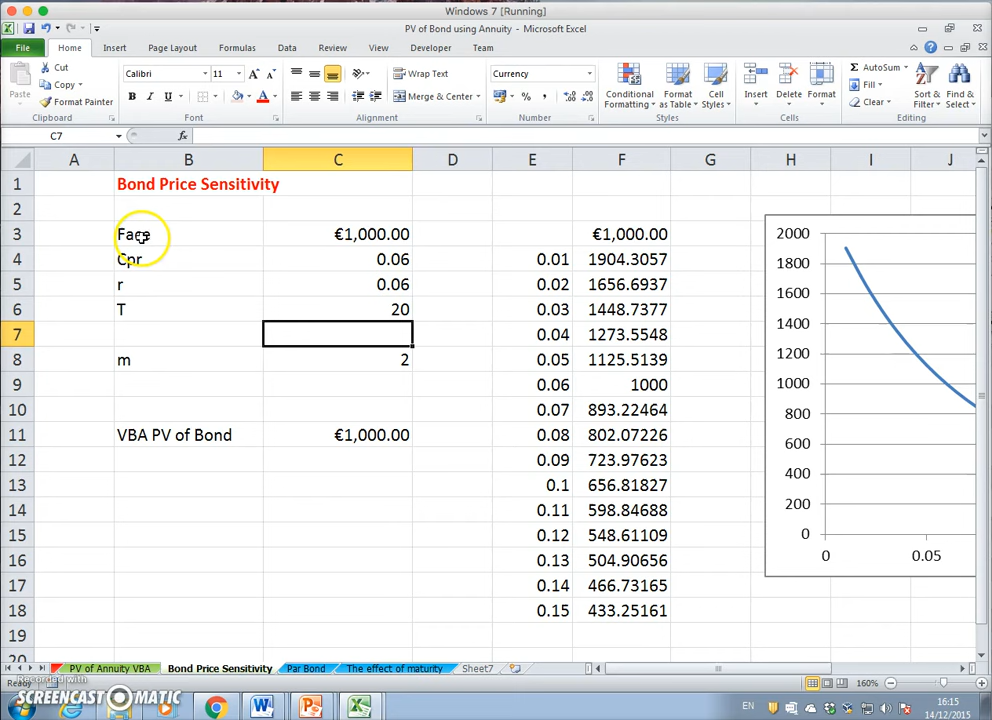 Windows 7 [Running]
PV of Bond using Annuity - Microsoft Excel
File Home Insert Page Layout Formulas Data Review View Developer Team
Paste Cut Copy Format Painter Clipboard
Calibri 11 B I U Font
Wrap Text Merge & Center Alignment
Currency % , Number
Conditional Formatting Format as Table Cell Styles Styles
Insert Delete Format Cells
Σ AutoSum Fill Clear Sort & Filter Find & Select Editing
C7 fx
A B C D E F G H I J
1 Bond Price Sensitivity
2
3 Face €1,000.00 €1,000.00
4 Cpr 0.06 0.01 1904.3057
5 r 0.06 0.02 1656.6937
6 T 20 0.03 1448.7377
7 0.04 1273.5548
8 m 2 0.05 1125.5139
9 0.06 1000
10 0.07 893.22464
11 VBA PV of Bond €1,000.00 0.08 802.07226
12 0.09 723.97623
13 0.1 656.81827
14 0.11 598.84688
15 0.12 548.61109
16 0.13 504.90656
17 0.14 466.73165
18 0.15 433.25161
19
20
2000
1800
1600
1400
1200
1000
800
600
400
200
0
0 0.05
PV of Annuity VBA Bond Price Sensitivity Par Bond The effect of maturity Sheet7
Ready 160%
Recorded with
SCREENCAST MATIC
EN 16:15
14/12/2015